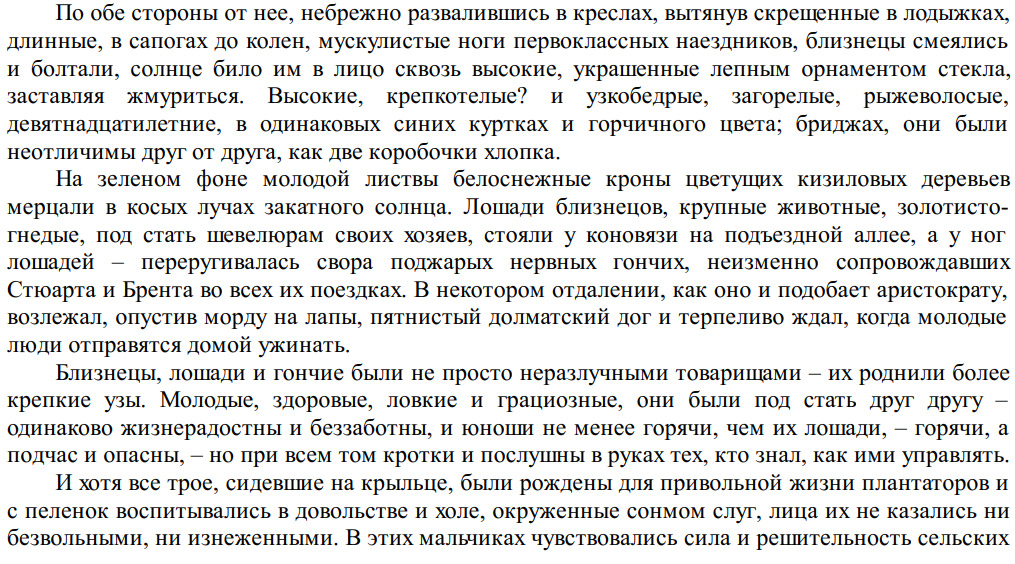 По обе стороны от нее, небрежно развалившись в креслах, вытянув скрещенные в лодыжках,
длинные, в сапогах до колен, мускулистые ноги первоклассных наездников, близнецы смеялись
и болтали, солнце било им в лицо сквозь высокие, украшенные лепным орнаментом стекла,
заставляя жмуриться. Высокие, крепкотелые? и узкобедрые, загорелые, рыжеволосые,
девятнадцатилетние, в одинаковых синих куртках и горчичного цвета; бриджах, они были
неотличимы друг от друга, как две коробочки хлопка.
На зеленом фоне молодой листвы белоснежные кроны цветущих кизиловых деревьев
мерцали в косых лучах закатного солнца. Лошади близнецов, крупные животные, золотисто-
гнедые, под стать шевелюрам своих хозяев, стояли у коновязи на подъездной аллее, а у ног
лошадей – переругивалась свора поджарых нервных гончих, неизменно сопровождавших
Стюарта и Брента во всех их поездках. В некотором отдалении, как оно и подобает аристократу,
возлежал, опустив морду на лапы, пятнистый долматский дог и терпеливо ждал, когда молодые
люди отправятся домой ужинать.
Близнецы, лошади и гончие были не просто неразлучными товарищами – их роднили более
крепкие узы. Молодые, здоровые, ловкие и грациозные, они были под стать друг другу –
одинаково жизнерадостны и беззаботны, и юноши не менее горячи, чем их лошади, – горячи, а
подчас и опасны, – но при всем том кротки и послушны в руках тех, кто знал, как ими управлять.
И хотя все трое, сидевшие на крыльце, были рождены для привольной жизни плантаторов и
с пеленок воспитывались в довольстве и холе, окруженные сонмом слуг, лица их не казались ни
безвольными, ни изнеженными. В этих мальчиках чувствовались сила и решительность сельских